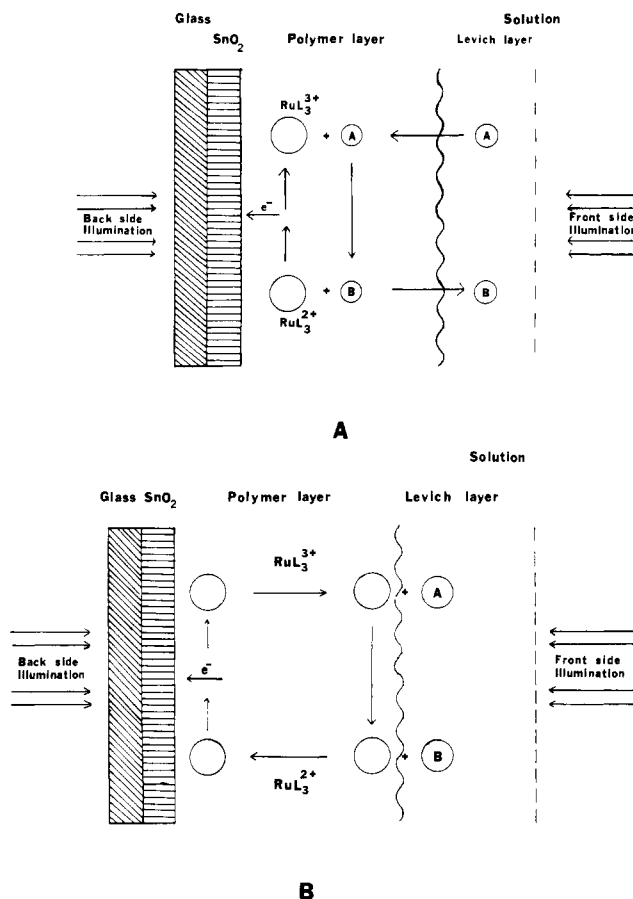 Glass Solution
SnO2 Polymer layer Levich layer
RuL3 3+
+ A A
e−
Back side
Illumination
Front side
Illumination
+ B B
RuL3 2+
A
Solution
Glass SnO2 Polymer layer Levich layer
RuL3 3+
+ A
Back side
Illumination
e−
Front side
Illumination
+ B
RuL3 2+
B